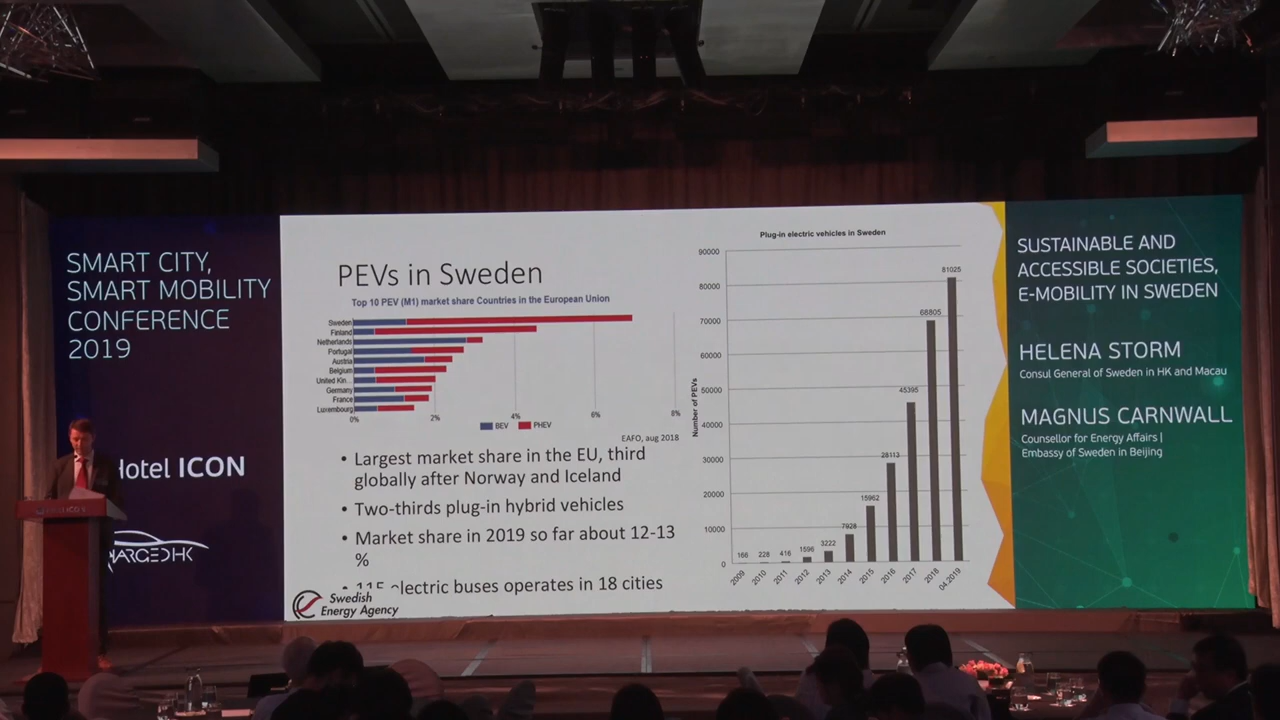 SMART CITY,
SMART MOBILITY
CONFERENCE
2019
Hotel ICON
CHARGEDHK
PEVs in Sweden
Top 10 PEV (M1) market share Countries in the European Union
Sweden
Finland
Netherlands
Portugal
Austria
Belgium
United Kin...
Germany
France
Luxembourg
0% 2% 4% 6% 8%
BEV PHEV
EAFO, aug 2018
• Largest market share in the EU, third
globally after Norway and Iceland
• Two-thirds plug-in hybrid vehicles
• Market share in 2019 so far about 12-13
%
• 115 electric buses operates in 18 cities
Swedish
Energy Agency
Plug-in electric vehicles in Sweden
Number of PEVs
90000
80000
70000
60000
50000
40000
30000
20000
10000
0
166 228 416 1596 3222 7928 15962 28113 45395 68805 81025
2009 2010 2011 2012 2013 2014 2015 2016 2017 2018 04.2019
SUSTAINABLE AND
ACCESSIBLE SOCIETIES,
E-MOBILITY IN SWEDEN
HELENA STORM
Consul General of Sweden in HK and Macau
MAGNUS CARNWALL
Counsellor for Energy Affairs |
Embassy of Sweden in Beijing